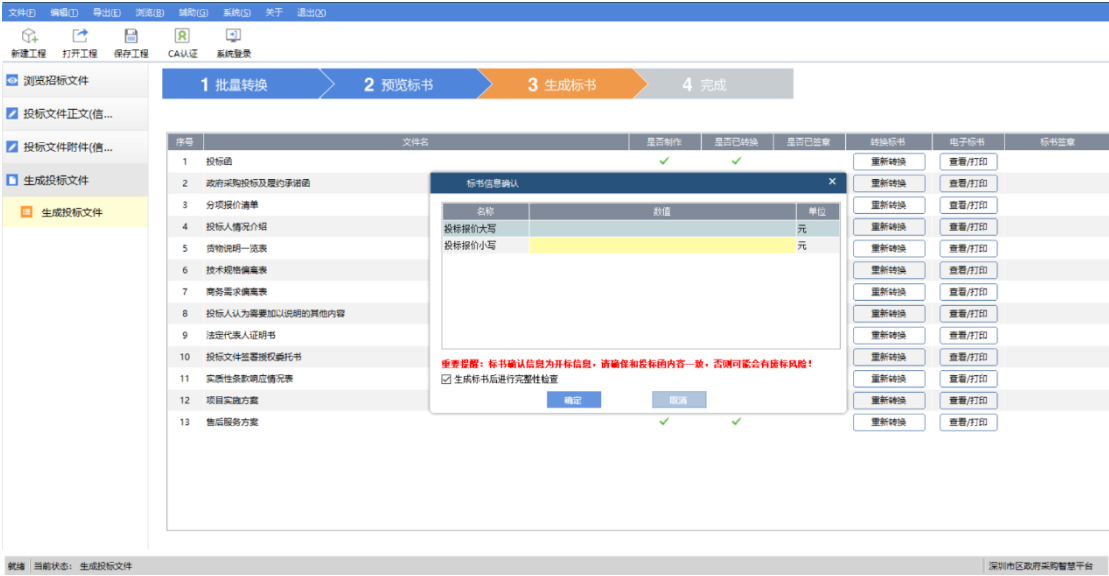 文件(F) 编辑(T) 导出(E) 浏览(B) 辅助(G) 系统(S) 关于 退出(X)
新建工程 打开工程 保存工程 CA认证 系统登录
浏览招标文件
投标文件正文(信...
投标文件附件(信...
生成投标文件
生成投标文件
1 批量转换 2 预览标书 3 生成标书 4 完成
序号 文件名 是否制作 是否已转换 是否已签章 转换标书 电子标书 标书签章
1 投标函 重新转换 查看/打印
2 政府采购投标及履约承诺函 重新转换 查看/打印
3 分项报价清单 重新转换 查看/打印
4 投标人情况介绍 重新转换 查看/打印
5 货物说明一览表 重新转换 查看/打印
6 技术规格偏离表 重新转换 查看/打印
7 商务需求偏离表 重新转换 查看/打印
8 投标人认为需要加以说明的其他内容 重新转换 查看/打印
9 法定代表人证明书 重新转换 查看/打印
10 投标文件签署授权委托书 重新转换 查看/打印
11 实质性条款响应情况表 重新转换 查看/打印
12 项目实施方案 重新转换 查看/打印
13 售后服务方案 重新转换 查看/打印
标书信息确认 ×
名称 数值 单位
投标报价大写 元
投标报价小写 元
重要提醒：标书确认信息为开标信息，请确保和投标函内容一致，否则可能会有废标风险！
生成标书后进行完整性检查
确定 取消
就绪 当前状态： 生成投标文件 深圳市区政府采购智慧平台